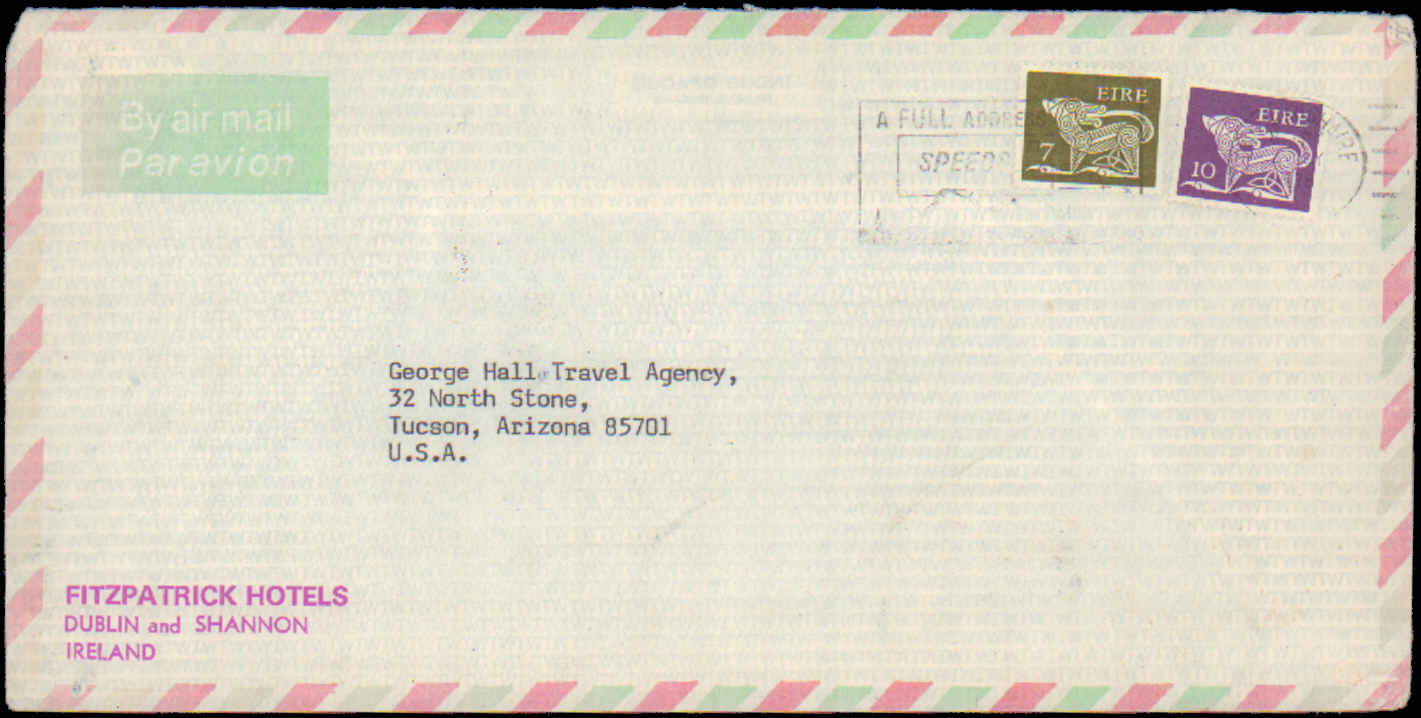 By air mail
Par avion
A FULL ADDRESS
SPEEDS
EIRE
7
EIRE
10
George Hall Travel Agency,
32 North Stone,
Tucson, Arizona 85701
U.S.A.
FITZPATRICK HOTELS
DUBLIN and SHANNON
IRELAND